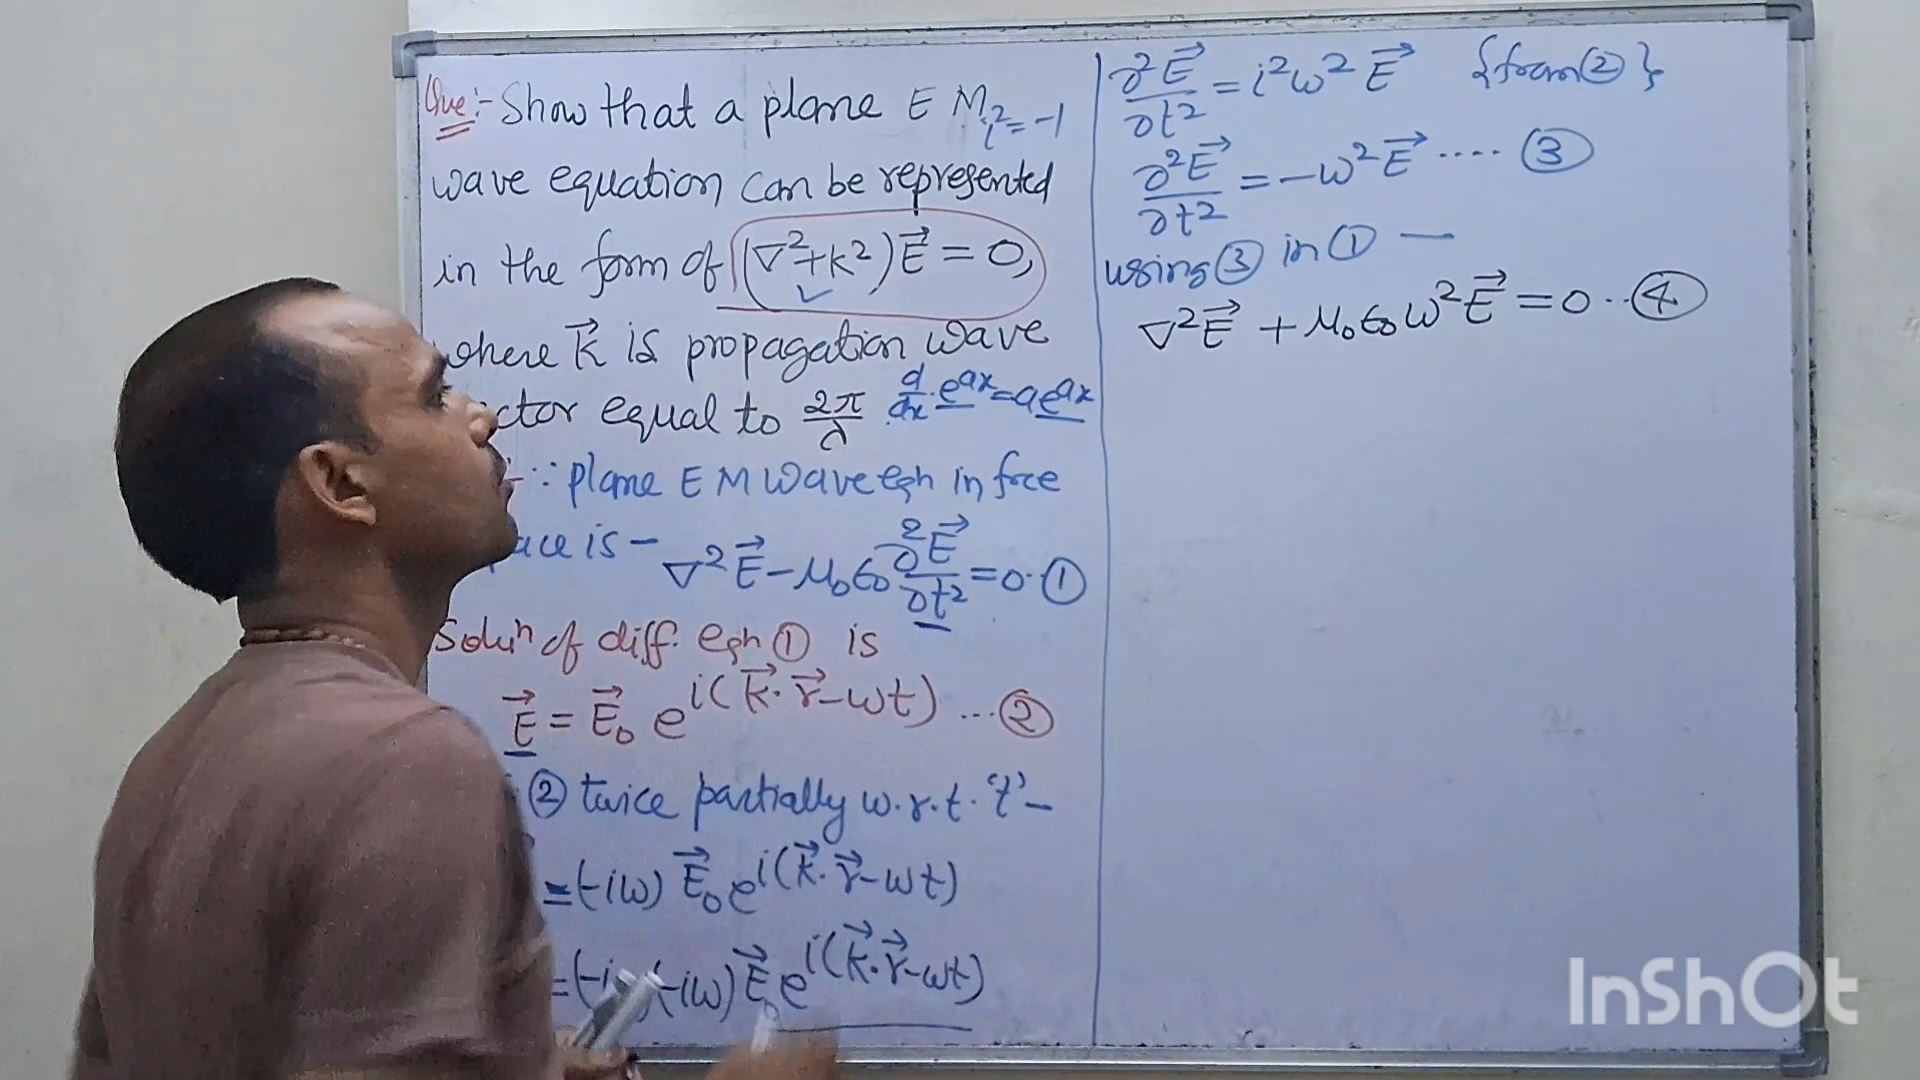 Que:- Show that a plane E M
i² = -1
wave equation can be represented
in the form of (∇²+k²)E⃗ = 0,
where k⃗ is propagation wave
ctor equal to 2π/λ
d/dx e^ax = a e^ax
∵ plane E M wave eqn in free
ace is - ∇²E⃗ - μ₀ε₀ ∂²E⃗/∂t² = 0 · ①
Solun of diff. eqn ① is
E⃗ = E⃗₀ e^i(k⃗·r⃗-ωt) ... ②
② twice partially w.r.t. 't' -
= (-iω) E⃗₀ e^i(k⃗·r⃗-ωt)
= (-i (-iω) E⃗₀ e^i(k⃗·r⃗-ωt)
∂²E⃗/∂t² = i²ω²E⃗ {from ②}
∂²E⃗/∂t² = -ω²E⃗ .... ③
using ③ in ① —
∇²E⃗ + μ₀ε₀ω²E⃗ = 0 .. ④
InShOt